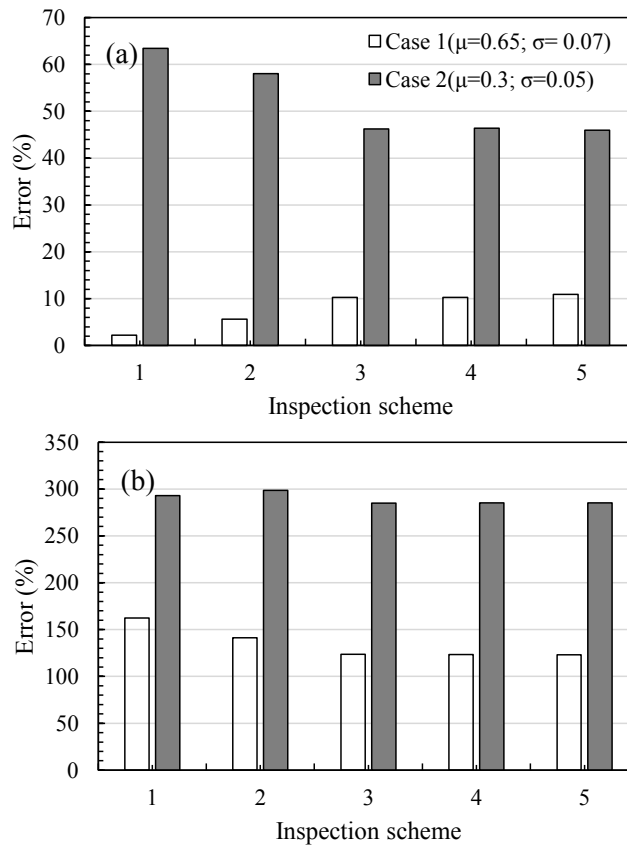 70
(a)
Case 1(μ=0.65; σ= 0.07)
60
Case 2(μ=0.3; σ=0.05)
50
40
30
20
10
0
Error (%)
1 2 3 4 5
Inspection scheme
350
(b)
300
250
200
150
100
50
0
Error (%)
1 2 3 4 5
Inspection scheme